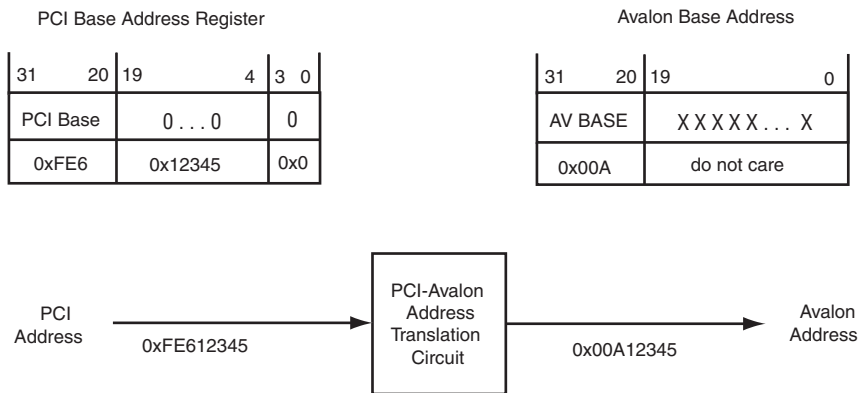 PCI Base Address Register
31 20 19 4 3 0
PCI Base 0 . . . 0 0
0xFE6 0x12345 0x0
Avalon Base Address
31 20 19 0
AV BASE X X X X X . . . X
0x00A do not care
PCI
Address
0xFE612345
PCI-Avalon
Address
Translation
Circuit
0x00A12345
Avalon
Address